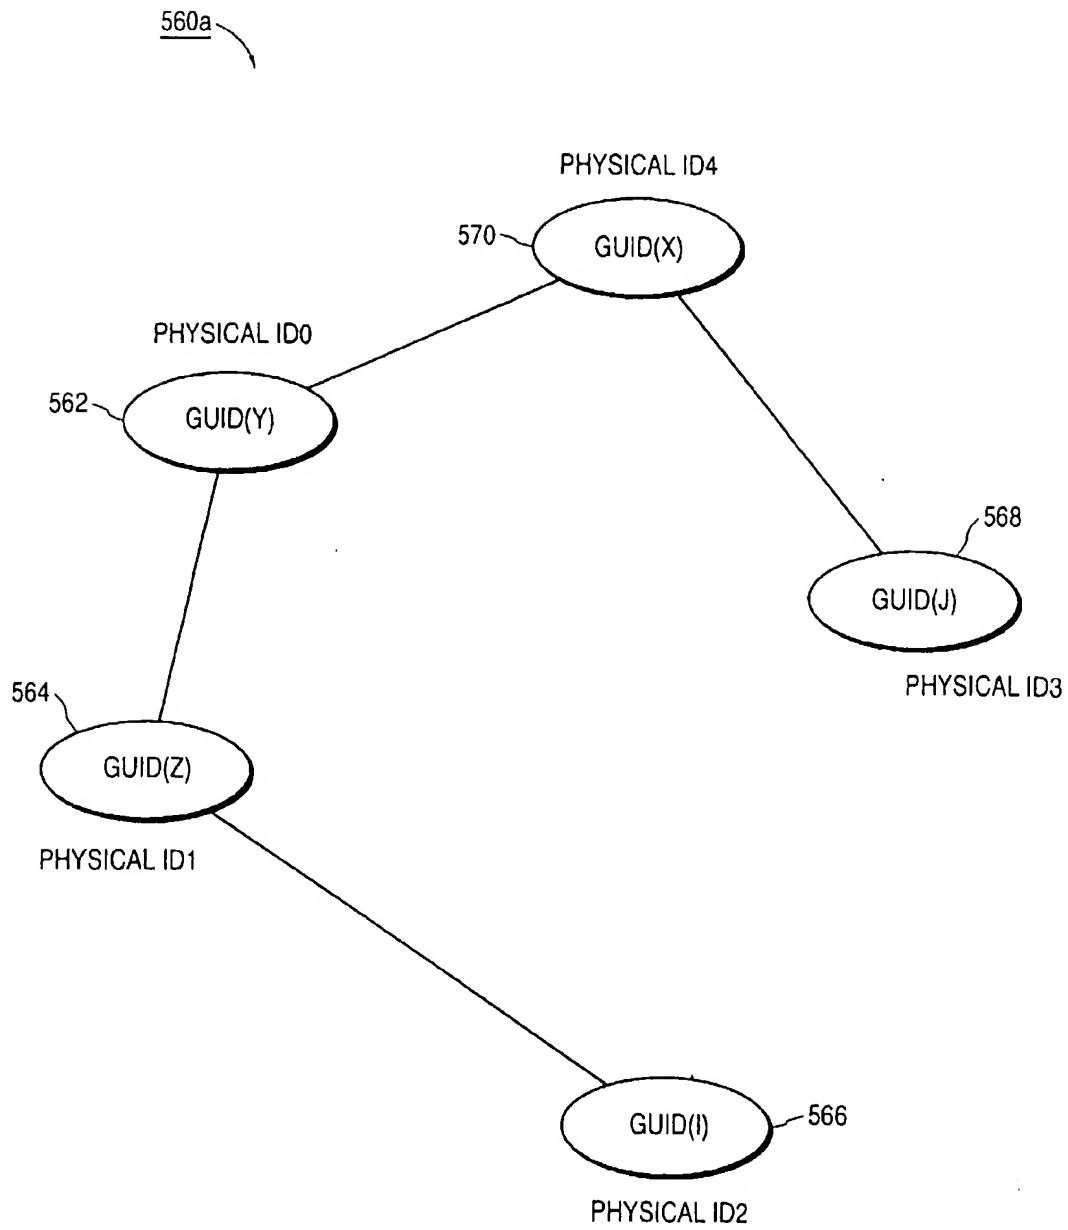 560a
PHYSICAL ID4
570
GUID(X)
PHYSICAL ID0
562
GUID(Y)
568
GUID(J)
PHYSICAL ID3
564
GUID(Z)
PHYSICAL ID1
GUID(I)
566
PHYSICAL ID2